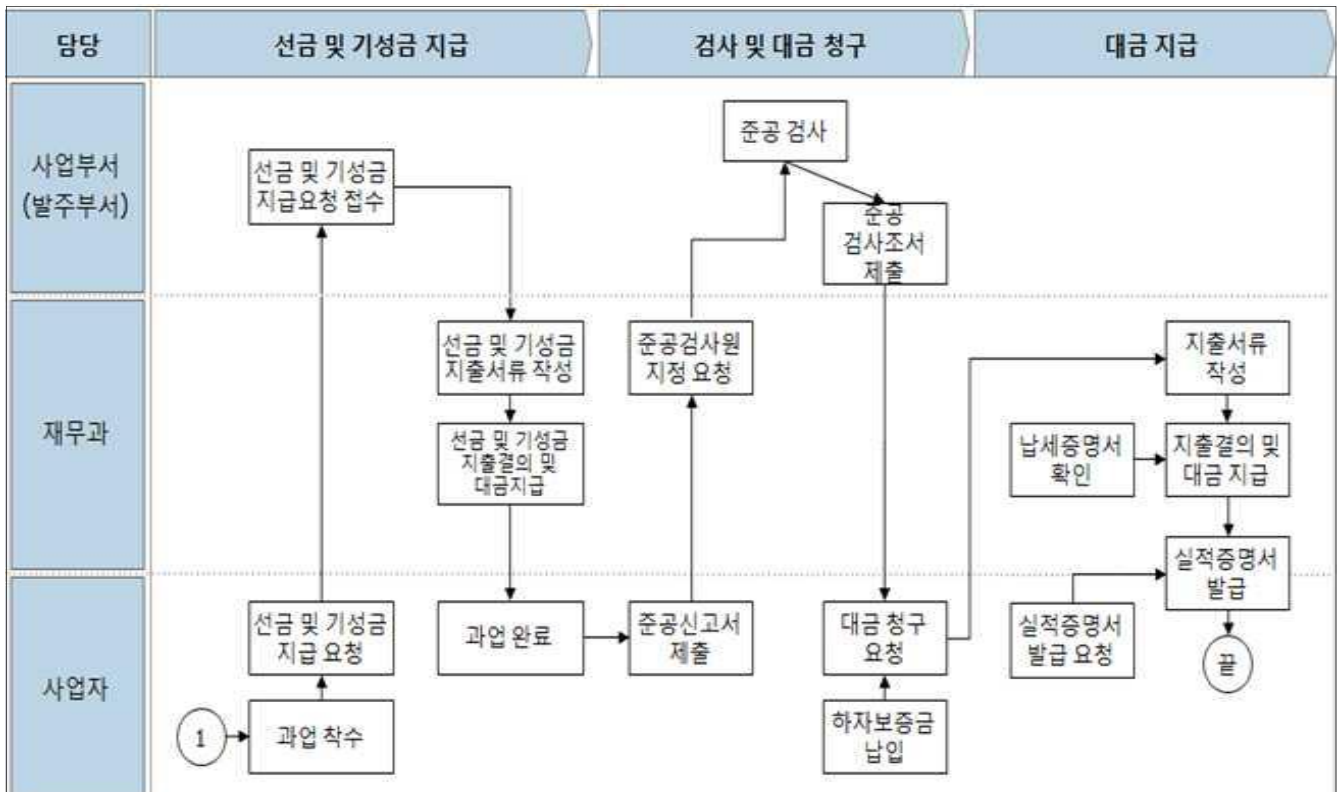 담당
선금 및 기성금 지급
검사 및 대금 청구
대금 지급
사업부서
(발주부서)
선금 및 기성금
지급요청 접수
준공 검사
준공
검사조서
제출
재무과
선금 및 기성금
지출서류 작성
선금 및 기성금
지출결의 및
대금지급
준공검사원
지정 요청
지출서류
작성
납세증명서
확인
지출결의 및
대금 지급
실적증명서
발급
사업자
선금 및 기성금
지급 요청
과업 완료
준공신고서
제출
대금 청구
요청
실적증명서
발급 요청
끝
1
과업 착수
하자보증금
납입